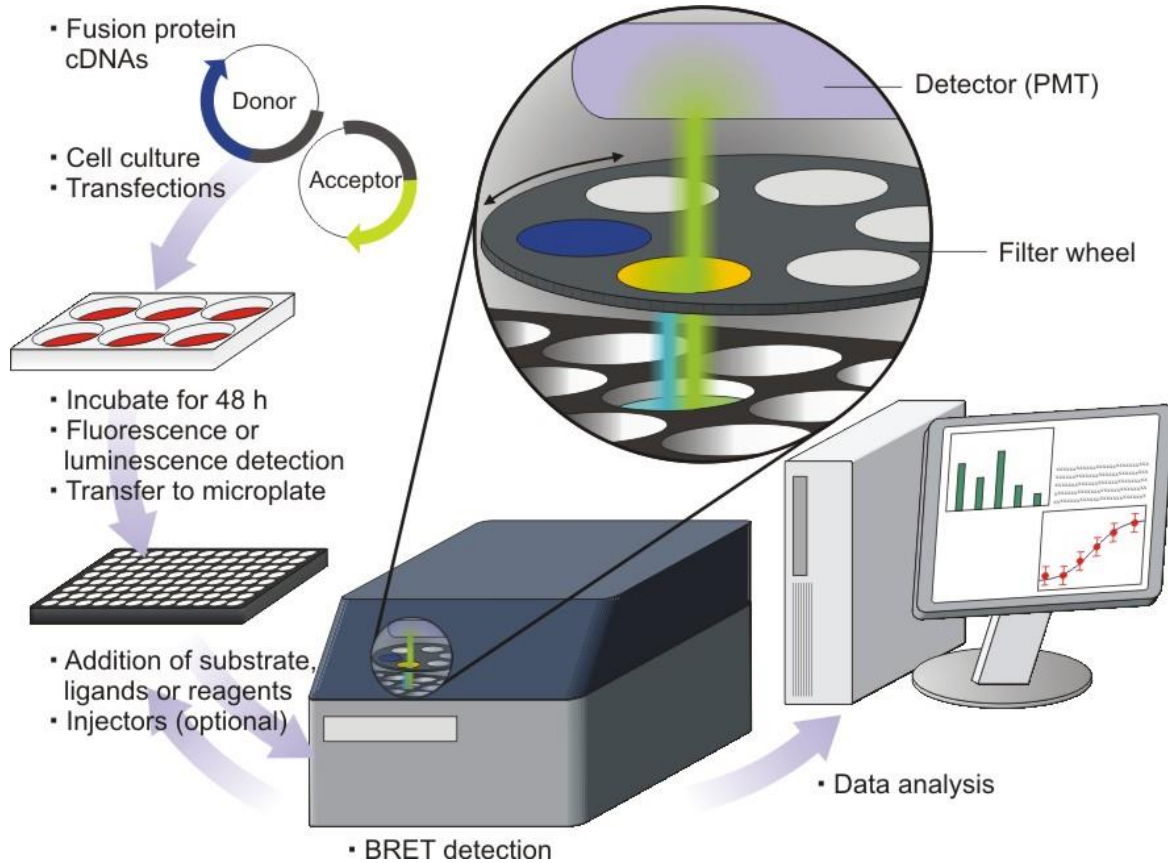 ▪ Fusion protein
cDNAs
Donor
Acceptor
▪ Cell culture
▪ Transfections
Detector (PMT)
Filter wheel
▪ Incubate for 48 h
▪ Fluorescence or
luminescence detection
▪ Transfer to microplate
▪ Addition of substrate,
ligands or reagents
▪ Injectors (optional)
▪ BRET detection
▪ Data analysis